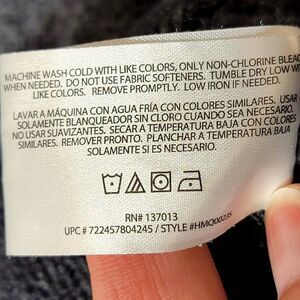 MACHINE WASH COLD WITH LIKE COLORS, ONLY NON-CHLORINE BLEACH
WHEN NEEDED. DO NOT USE FABRIC SOFTENERS. TUMBLE DRY LOW WITH
LIKE COLORS. REMOVE PROMPTLY. LOW IRON IF NEEDED.
LAVAR A MÁQUINA CON AGUA FRÍA CON COLORES SIMILARES. USAR
SOLAMENTE BLANQUEADOR SIN CLORO CUANDO SEA NECESARIO.
NO USAR SUAVIZANTES. SECAR A TEMPERATURA BAJA CON COLORES
SIMILARES. REMOVER PRONTO. PLANCHAR A TEMPERATURA BAJA
SOLAMENTE SI ES NECESARIO.
RN# 137013
UPC # 722457804245 / STYLE #HMQ00235